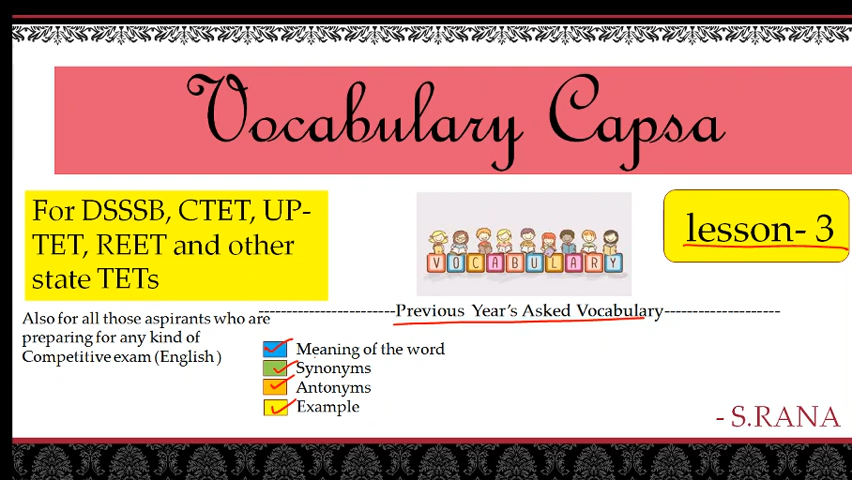 Vocabulary Capsa
For DSSSB, CTET, UP-
TET, REET and other
state TETs
VOCABULARY
lesson- 3
Also for all those aspirants who are
preparing for any kind of
Competitive exam (English )
-----------------------Previous Year's Asked Vocabulary--------------------
Meaning of the word
Synonyms
Antonyms
Example
- S.RANA